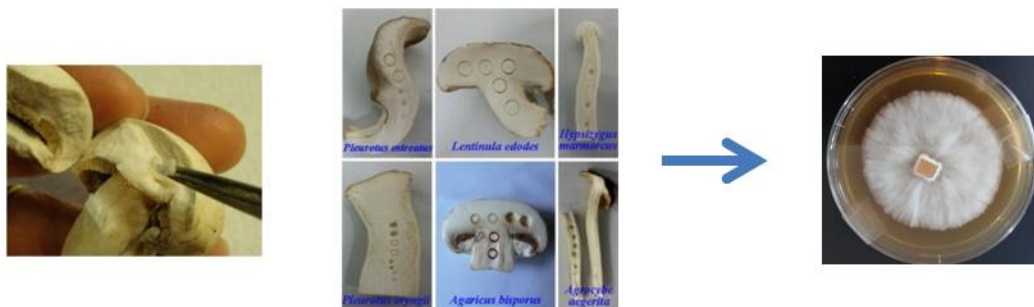 Pleurotus ostreatus
Lentinula edodes
Hypsizygus
marmoreus
Pleurotus eryngii
Agaricus bisporus
Agrocybe
aegerita